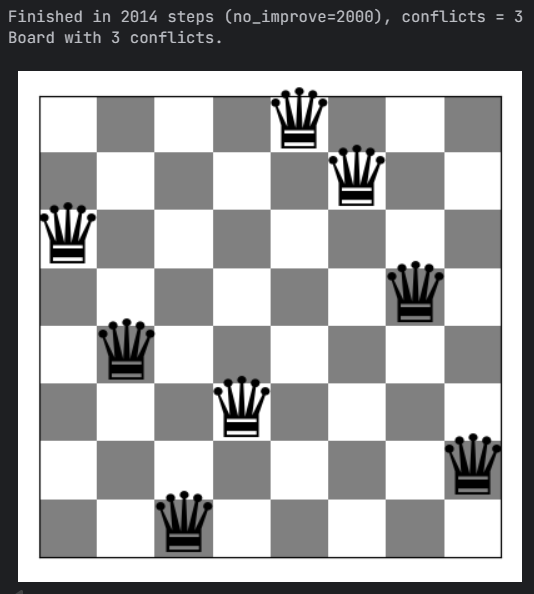 Finished in 2014 steps (no_improve=2000), conflicts = 3
Board with 3 conflicts.